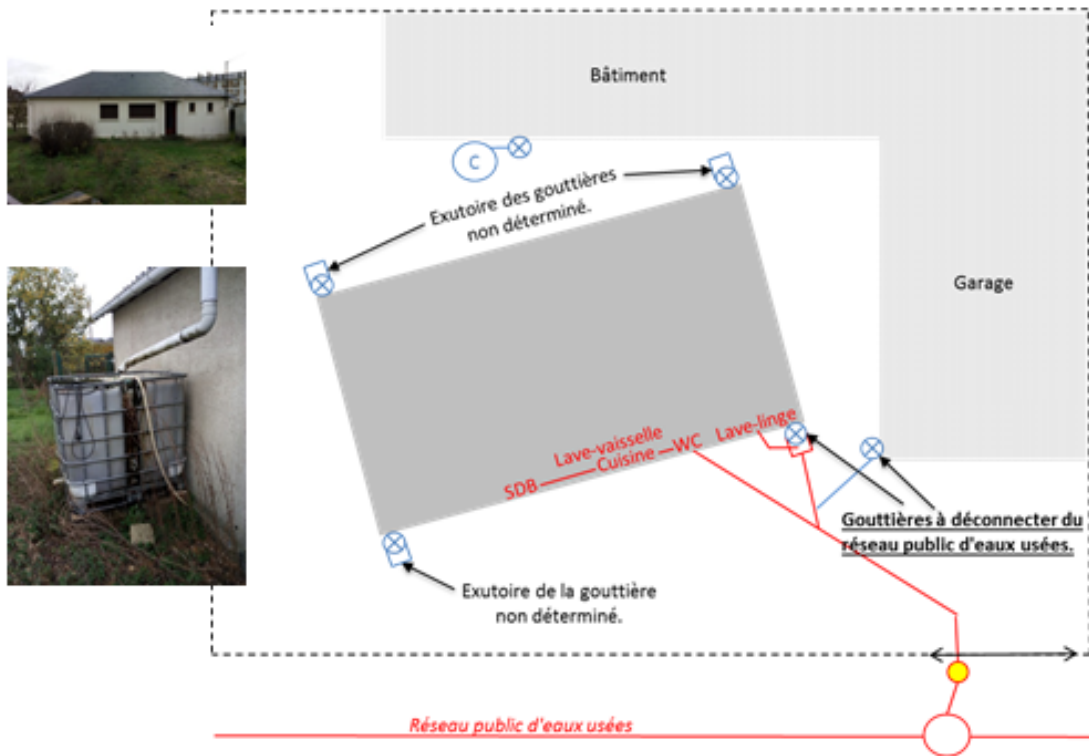 Bâtiment
C
Exutoire des gouttières
non déterminé.
Garage
Lave-linge
Lave-vaisselle
SDB
Cuisine
WC
Gouttières à déconnecter du
réseau public d'eaux usées.
Exutoire de la gouttière
non déterminé.
Réseau public d'eaux usées